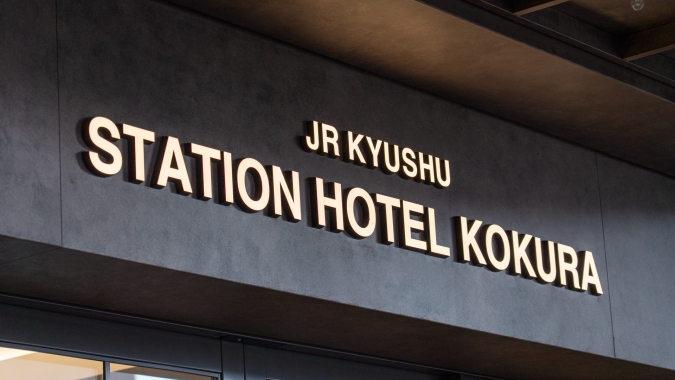 JR KYUSHU
STATION HOTEL KOKURA